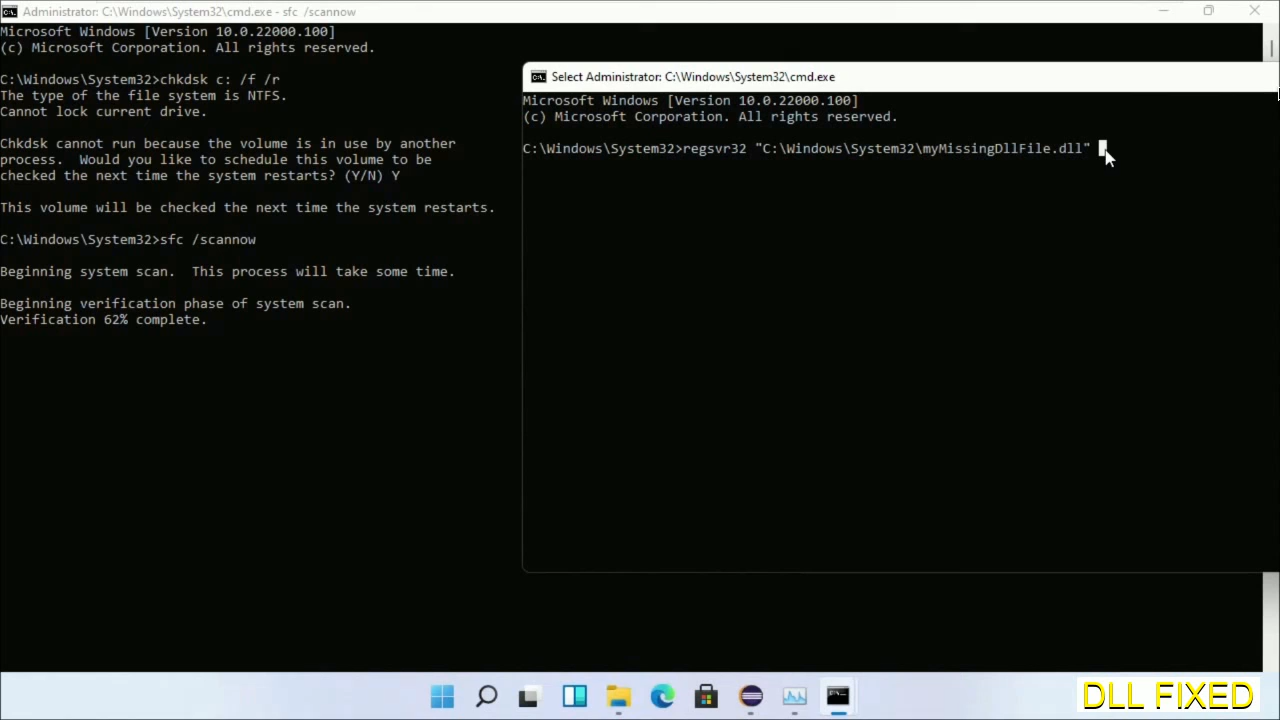 Administrator: C:\Windows\System32\cmd.exe - sfc  /scannow
Microsoft Windows [Version 10.0.22000.100]
(c) Microsoft Corporation. All rights reserved.
C:\Windows\System32>chkdsk c: /f /r
The type of the file system is NTFS.
Cannot lock current drive.
Chkdsk cannot run because the volume is in use by another
process.  Would you like to schedule this volume to be
checked the next time the system restarts? (Y/N) Y
This volume will be checked the next time the system restarts.
C:\Windows\System32>sfc /scannow
Beginning system scan.  This process will take some time.
Beginning verification phase of system scan.
Verification 62% complete.
Select Administrator: C:\Windows\System32\cmd.exe
Microsoft Windows [Version 10.0.22000.100]
(c) Microsoft Corporation. All rights reserved.
C:\Windows\System32>regsvr32 "C:\Windows\System32\myMissingDllFile.dll"
DLL FIXED